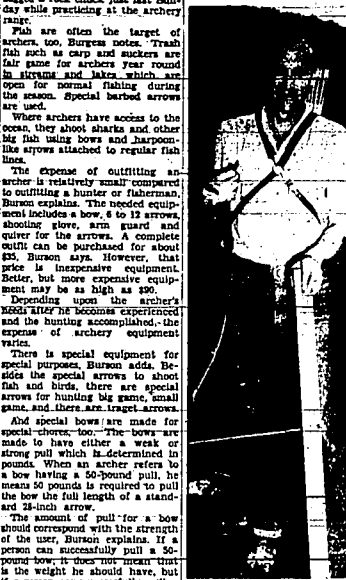 day while practicing at the archery
range.
Fish are often the target of
archers, too, Burgess notes. Trash
fish such as carp and suckers are
fair game for archers year round
in streams and lakes which are
open for normal fishing during
the season. Special barbed arrows
are used.
Where archers have access to the
ocean, they shoot sharks and other
big fish using bows and harpoon-
like arrows attached to regular fish
lines.
The expense of outfitting an
archer is relatively small compared
to outfitting a hunter or fisherman,
Burson explains. The needed equip-
ment includes a bow, 6 to 12 arrows,
shooting glove, arm guard and
quiver for the arrows. A complete
outfit can be purchased for about
$35, Burson says. However, that
price is inexpensive equipment.
Better, but more expensive equip-
ment may be as high as $90.
Depending upon the archer's
needs after he becomes experienced
and the hunting accomplished, the
expense of archery equipment
varies.
There is special equipment for
special purposes, Burson adds. Be-
sides the special arrows to shoot
fish and birds, there are special
arrows for hunting big game, small
game, and there are traget arrows.
And special bows are made for
special chores, too. The bows are
made to have either a weak or
strong pull which is determined in
pounds. When an archer refers to
a bow having a 50-pound pull, he
means 50 pounds is required to pull
the bow the full length of a stand-
ard 28-inch arrow.
The amount of pull for a bow
should correspond with the strength
of the user, Burson explains. If a
person can successfully pull a 50-
pound bow, it does not mean that
is the weight he should have, but